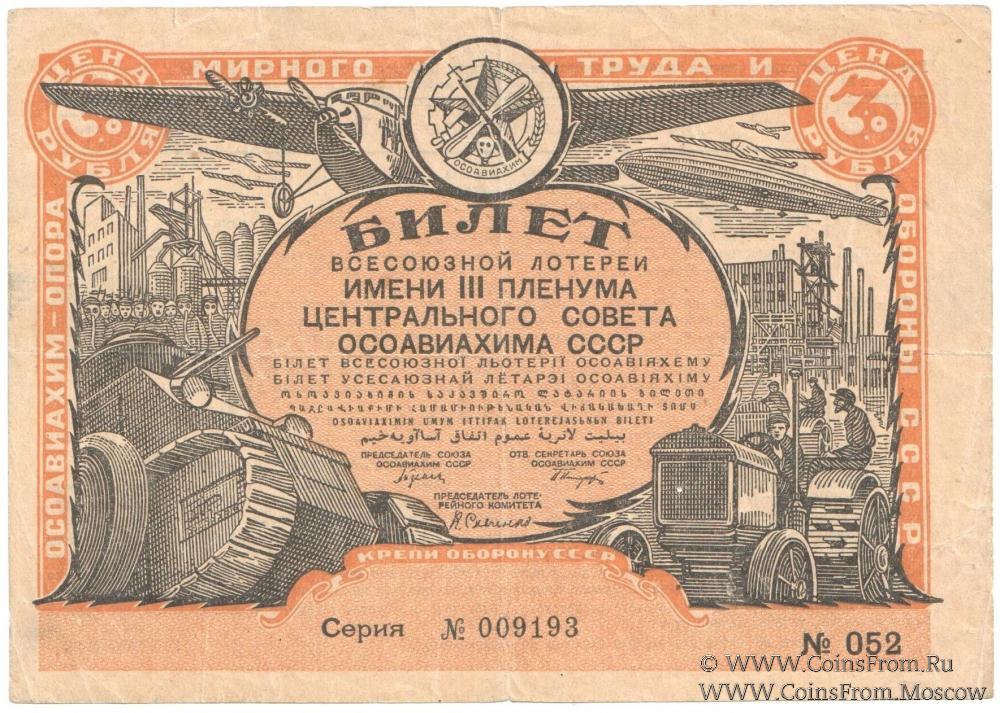 ЦЕНА
3 р.
РУБЛЯ
ОСОАВИАХИМ – ОПОРА МИРНОГО ТРУДА И ОБОРОНЫ СССР
ЦЕНА
3 р.
РУБЛЯ
ОСОАВИАХИМ
БИЛЕТ
ВСЕСОЮЗНОЙ ЛОТЕРЕИ
ИМЕНИ III ПЛЕНУМА
ЦЕНТРАЛЬНОГО СОВЕТА
ОСОАВИАХИМА СССР
БІЛЕТ ВСЕСОЮЗНОЇ ЛЬОТЕРІЇ ОСОАВІЯХЕМУ
БІЛЕТ УСЕСАЮЗНАЙ ЛЁТАРЭІ ОСОАВІЯХІМУ
OSOAVIAXIMIN UMYM ITTIFAK LOTEREJASЬNЬN BILETI
ПРЕДСЕДАТЕЛЬ СОЮЗА
ОСОАВИАХИМ СССР
ОТВ. СЕКРЕТАРЬ СОЮЗА
ОСОАВИАХИМ СССР
ПРЕДСЕДАТЕЛЬ ЛОТЕ-
РЕЙНОГО КОМИТЕТА
КРЕПИ ОБОРОНУ СССР
Серия № 009193
№ 052
© WWW.CoinsFrom.Ru
WWW.CoinsFrom.Moscow